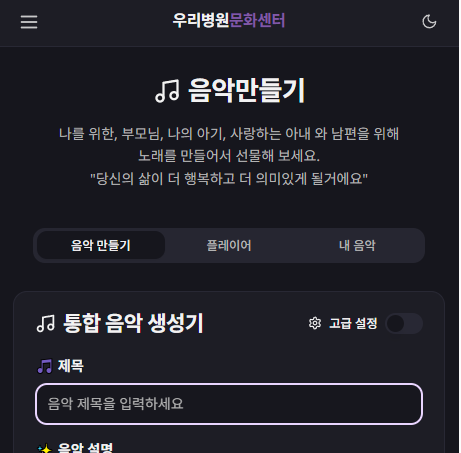 우리병원문화센터
음악만들기
나를 위한, 부모님, 나의 아기, 사랑하는 아내 와 남편을 위해
노래를 만들어서 선물해 보세요.
"당신의 삶이 더 행복하고 더 의미있게 될거에요"
음악 만들기 플레이어 내 음악
통합 음악 생성기 고급 설정
제목
음악 제목을 입력하세요
음악 설명